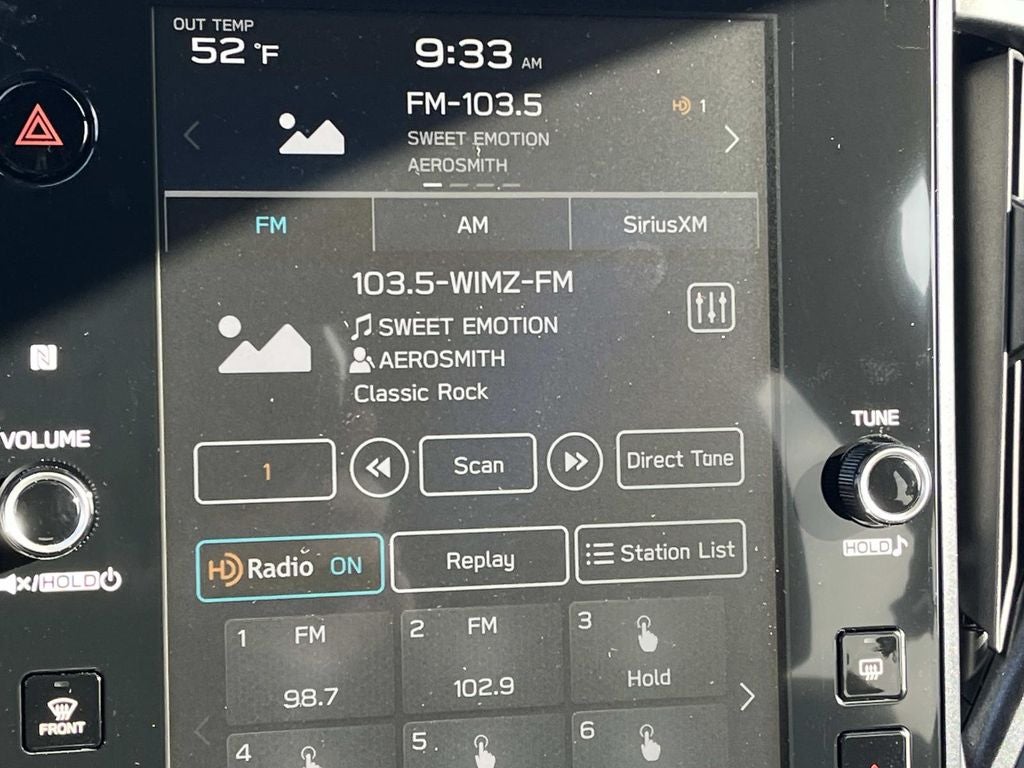 OUT TEMP
52 °F
9:33 AM
FM-103.5
HD 1
SWEET EMOTION
AEROSMITH
FM
AM
SiriusXM
103.5-WIMZ-FM
SWEET EMOTION
AEROSMITH
Classic Rock
N
VOLUME
TUNE
1
Scan
Direct Tune
HOLD
HD Radio ON
Replay
Station List
/HOLD
1 FM
98.7
2 FM
102.9
3
Hold
FRONT
4
5
6